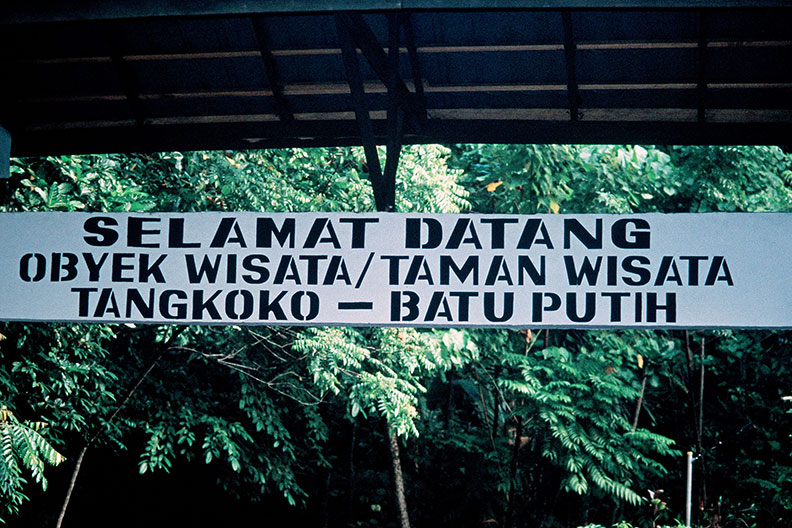 SELAMAT DATANG
OBYEK WISATA/TAMAN WISATA
TANGKOKO – BATU PUTIH